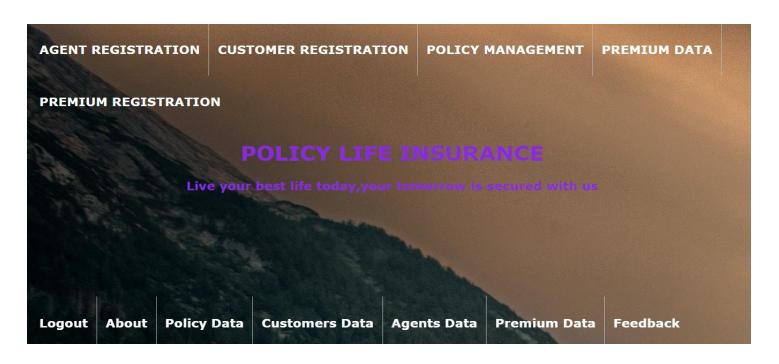 AGENT REGISTRATION CUSTOMER REGISTRATION POLICY MANAGEMENT PREMIUM DATA
PREMIUM REGISTRATION
POLICY LIFE INSURANCE
Live your best life today,your tomorrow is secured with us
Logout About Policy Data Customers Data Agents Data Premium Data Feedback